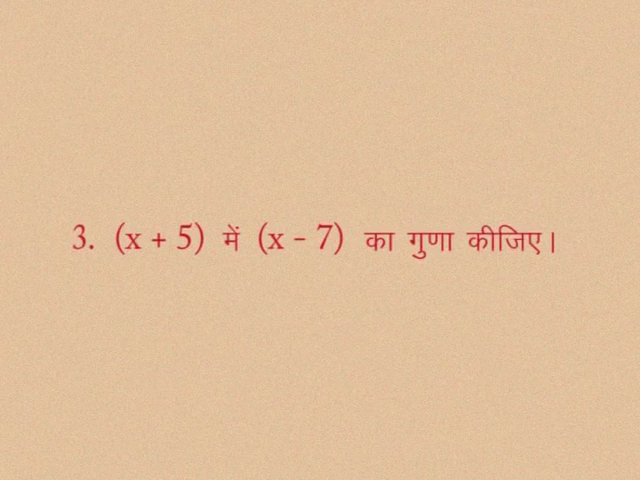 3. (x + 5) में (x - 7) का गुणा कीजिए।